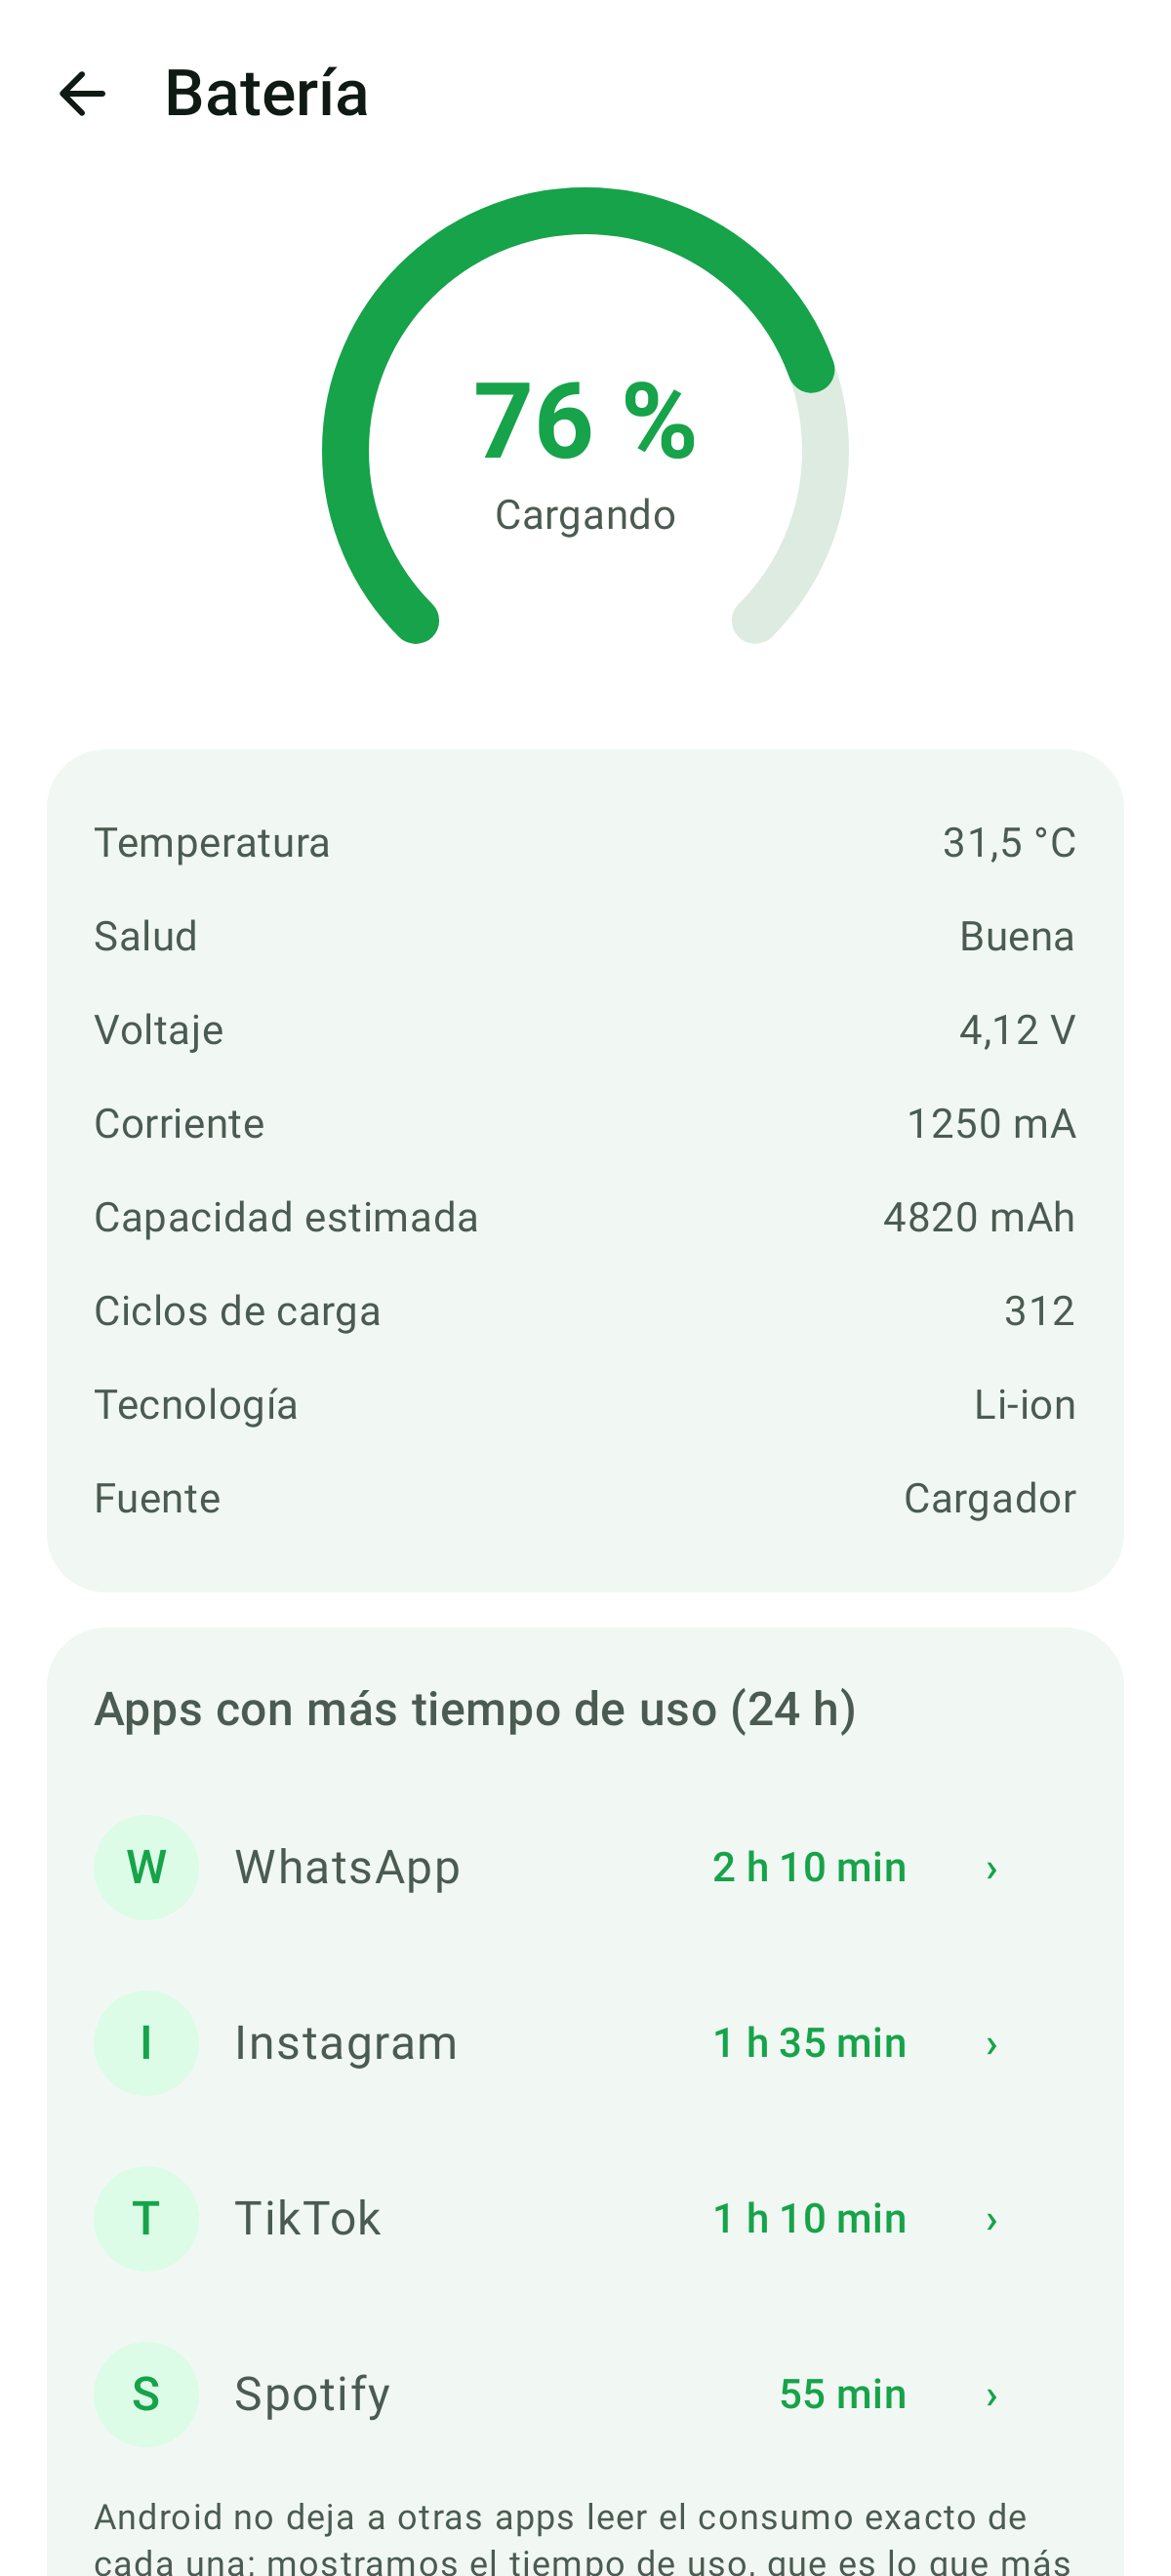 Batería
76 %
Cargando
Temperatura 31,5 °C
Salud Buena
Voltaje 4,12 V
Corriente 1250 mA
Capacidad estimada 4820 mAh
Ciclos de carga 312
Tecnología Li-ion
Fuente Cargador
Apps con más tiempo de uso (24 h)
W WhatsApp 2 h 10 min ›
I Instagram 1 h 35 min ›
T TikTok 1 h 10 min ›
S Spotify 55 min ›
Android no deja a otras apps leer el consumo exacto de
cada una; mostramos el tiempo de uso, que es lo que más